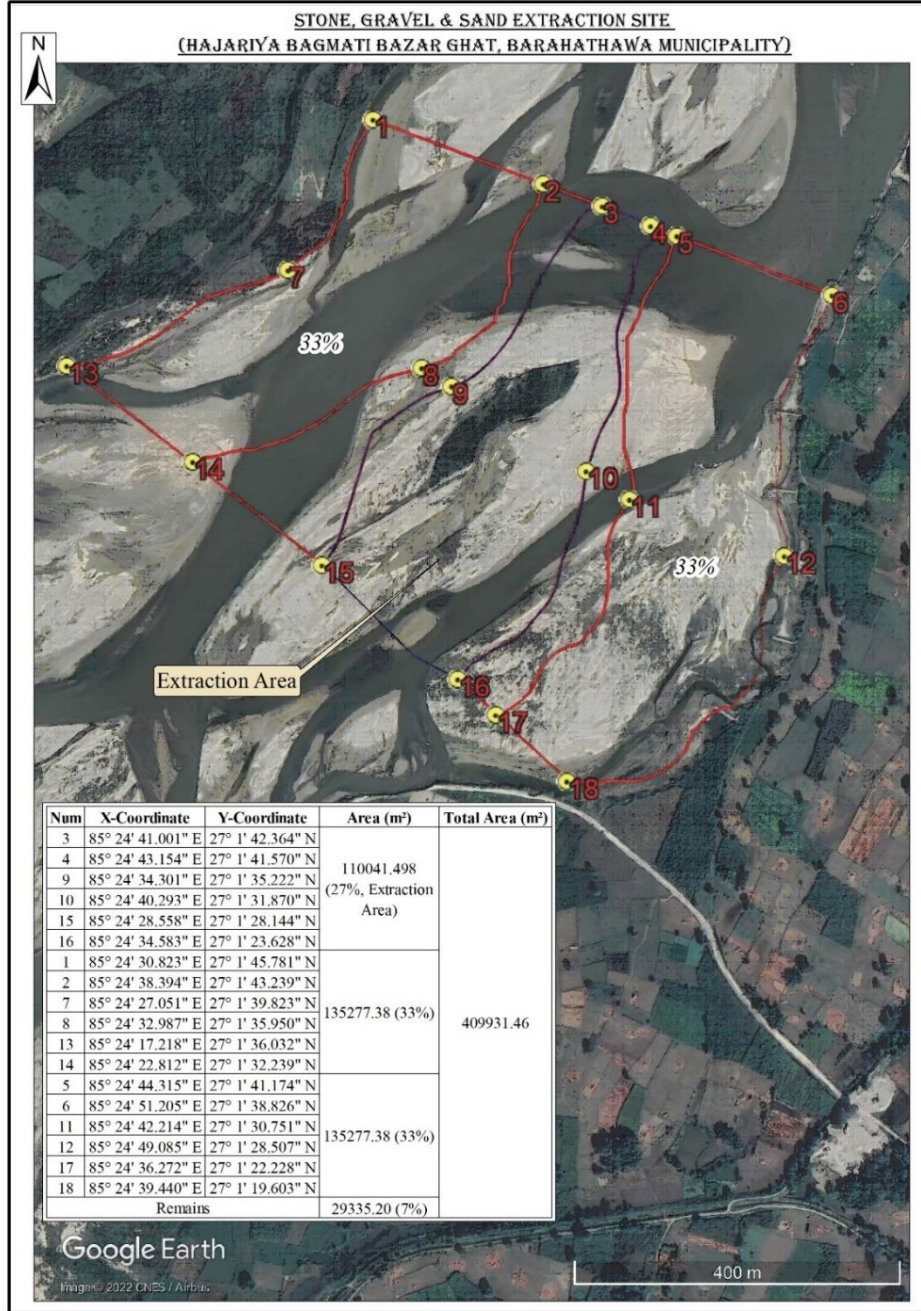 STONE, GRAVEL & SAND EXTRACTION SITE
(HAJARIYA BAGMATI BAZAR GHAT, BARAHATHAWA MUNICIPALITY)
N
1
2
3
4
5
6
7
33%
13
8
9
14
10
11
33%
12
15
Extraction Area
16
17
18
Num X-Coordinate Y-Coordinate Area (m²) Total Area (m²)
3 85° 24' 41.001" E 27° 1' 42.364" N
4 85° 24' 43.154" E 27° 1' 41.570" N
9 85° 24' 34.301" E 27° 1' 35.222" N
10 85° 24' 40.293" E 27° 1' 31.870" N
15 85° 24' 28.558" E 27° 1' 28.144" N
16 85° 24' 34.583" E 27° 1' 23.628" N
110041.498
(27%, Extraction
Area)
1 85° 24' 30.823" E 27° 1' 45.781" N
2 85° 24' 38.394" E 27° 1' 43.239" N
7 85° 24' 27.051" E 27° 1' 39.823" N
8 85° 24' 32.987" E 27° 1' 35.950" N
13 85° 24' 17.218" E 27° 1' 36.032" N
14 85° 24' 22.812" E 27° 1' 32.239" N
135277.38 (33%)
409931.46
5 85° 24' 44.315" E 27° 1' 41.174" N
6 85° 24' 51.205" E 27° 1' 38.826" N
11 85° 24' 42.214" E 27° 1' 30.751" N
12 85° 24' 49.085" E 27° 1' 28.507" N
17 85° 24' 36.272" E 27° 1' 22.228" N
18 85° 24' 39.440" E 27° 1' 19.603" N
135277.38 (33%)
Remains 29335.20 (7%)
Google Earth
Image © 2022 CNES / Airbus
400 m